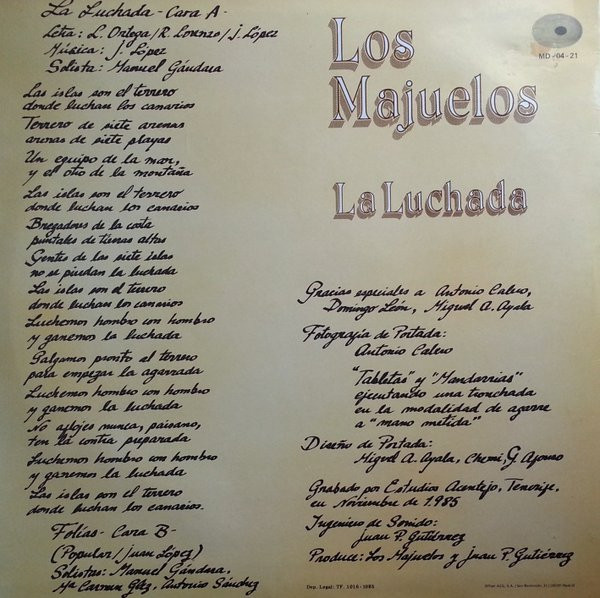 La Luchada - Cara A -
Letra: L. Ortega/R. Lorenzo/J. López
Música: J. López
Solista: Manuel Gándara
Las islas son el terrero
donde luchan los canarios
Terrero de siete arenas
arenas de siete playas
Un equipo de la mar,
y el otro de la montaña
Las islas son el terrero
donde luchan los canarios
Bregadores de la costa
puntales de tierras altas
Gentes de las siete islas
no se pierdan la luchada
Las islas son el terrero
donde luchan los canarios
Luchemos hombro con hombro
y ganemos la luchada
Salgamos pronto al terrero
para empezar la agarrada
Luchemos hombro con hombro
y ganemos la luchada
No aflojes nunca, paisano,
ten la contra preparada
Luchemos hombro con hombro
y ganemos la luchada
Las islas son el terrero
donde luchan los canarios.
Folías - Cara B -
(Popular/Juan López)
Solistas: Manuel Gándara,
Mª Carmen Glez, Antonio Sánchez
MD-04-21
Los
Majuelos
La Luchada
Gracias especiales a Antonio Calero,
Domingo León, Miguel A. Ayala
Fotografía de Portada:
Antonio Calero
"Tabletas" y "Mandarrias"
ejecutando una tronchada
en la modalidad de agarre
a "mano metida"
Diseño de Portada:
Miguel A. Ayala, Chemi, G. Afonso
Grabado por Estudios Acentejo, Tenerife,
en Noviembre de 1.985
Ingeniero de Sonido:
Juan P. Gutiérrez
Produce: Los Majuelos y Juan P. Gutiérrez
Dep. Legal: TF. 1016-1985